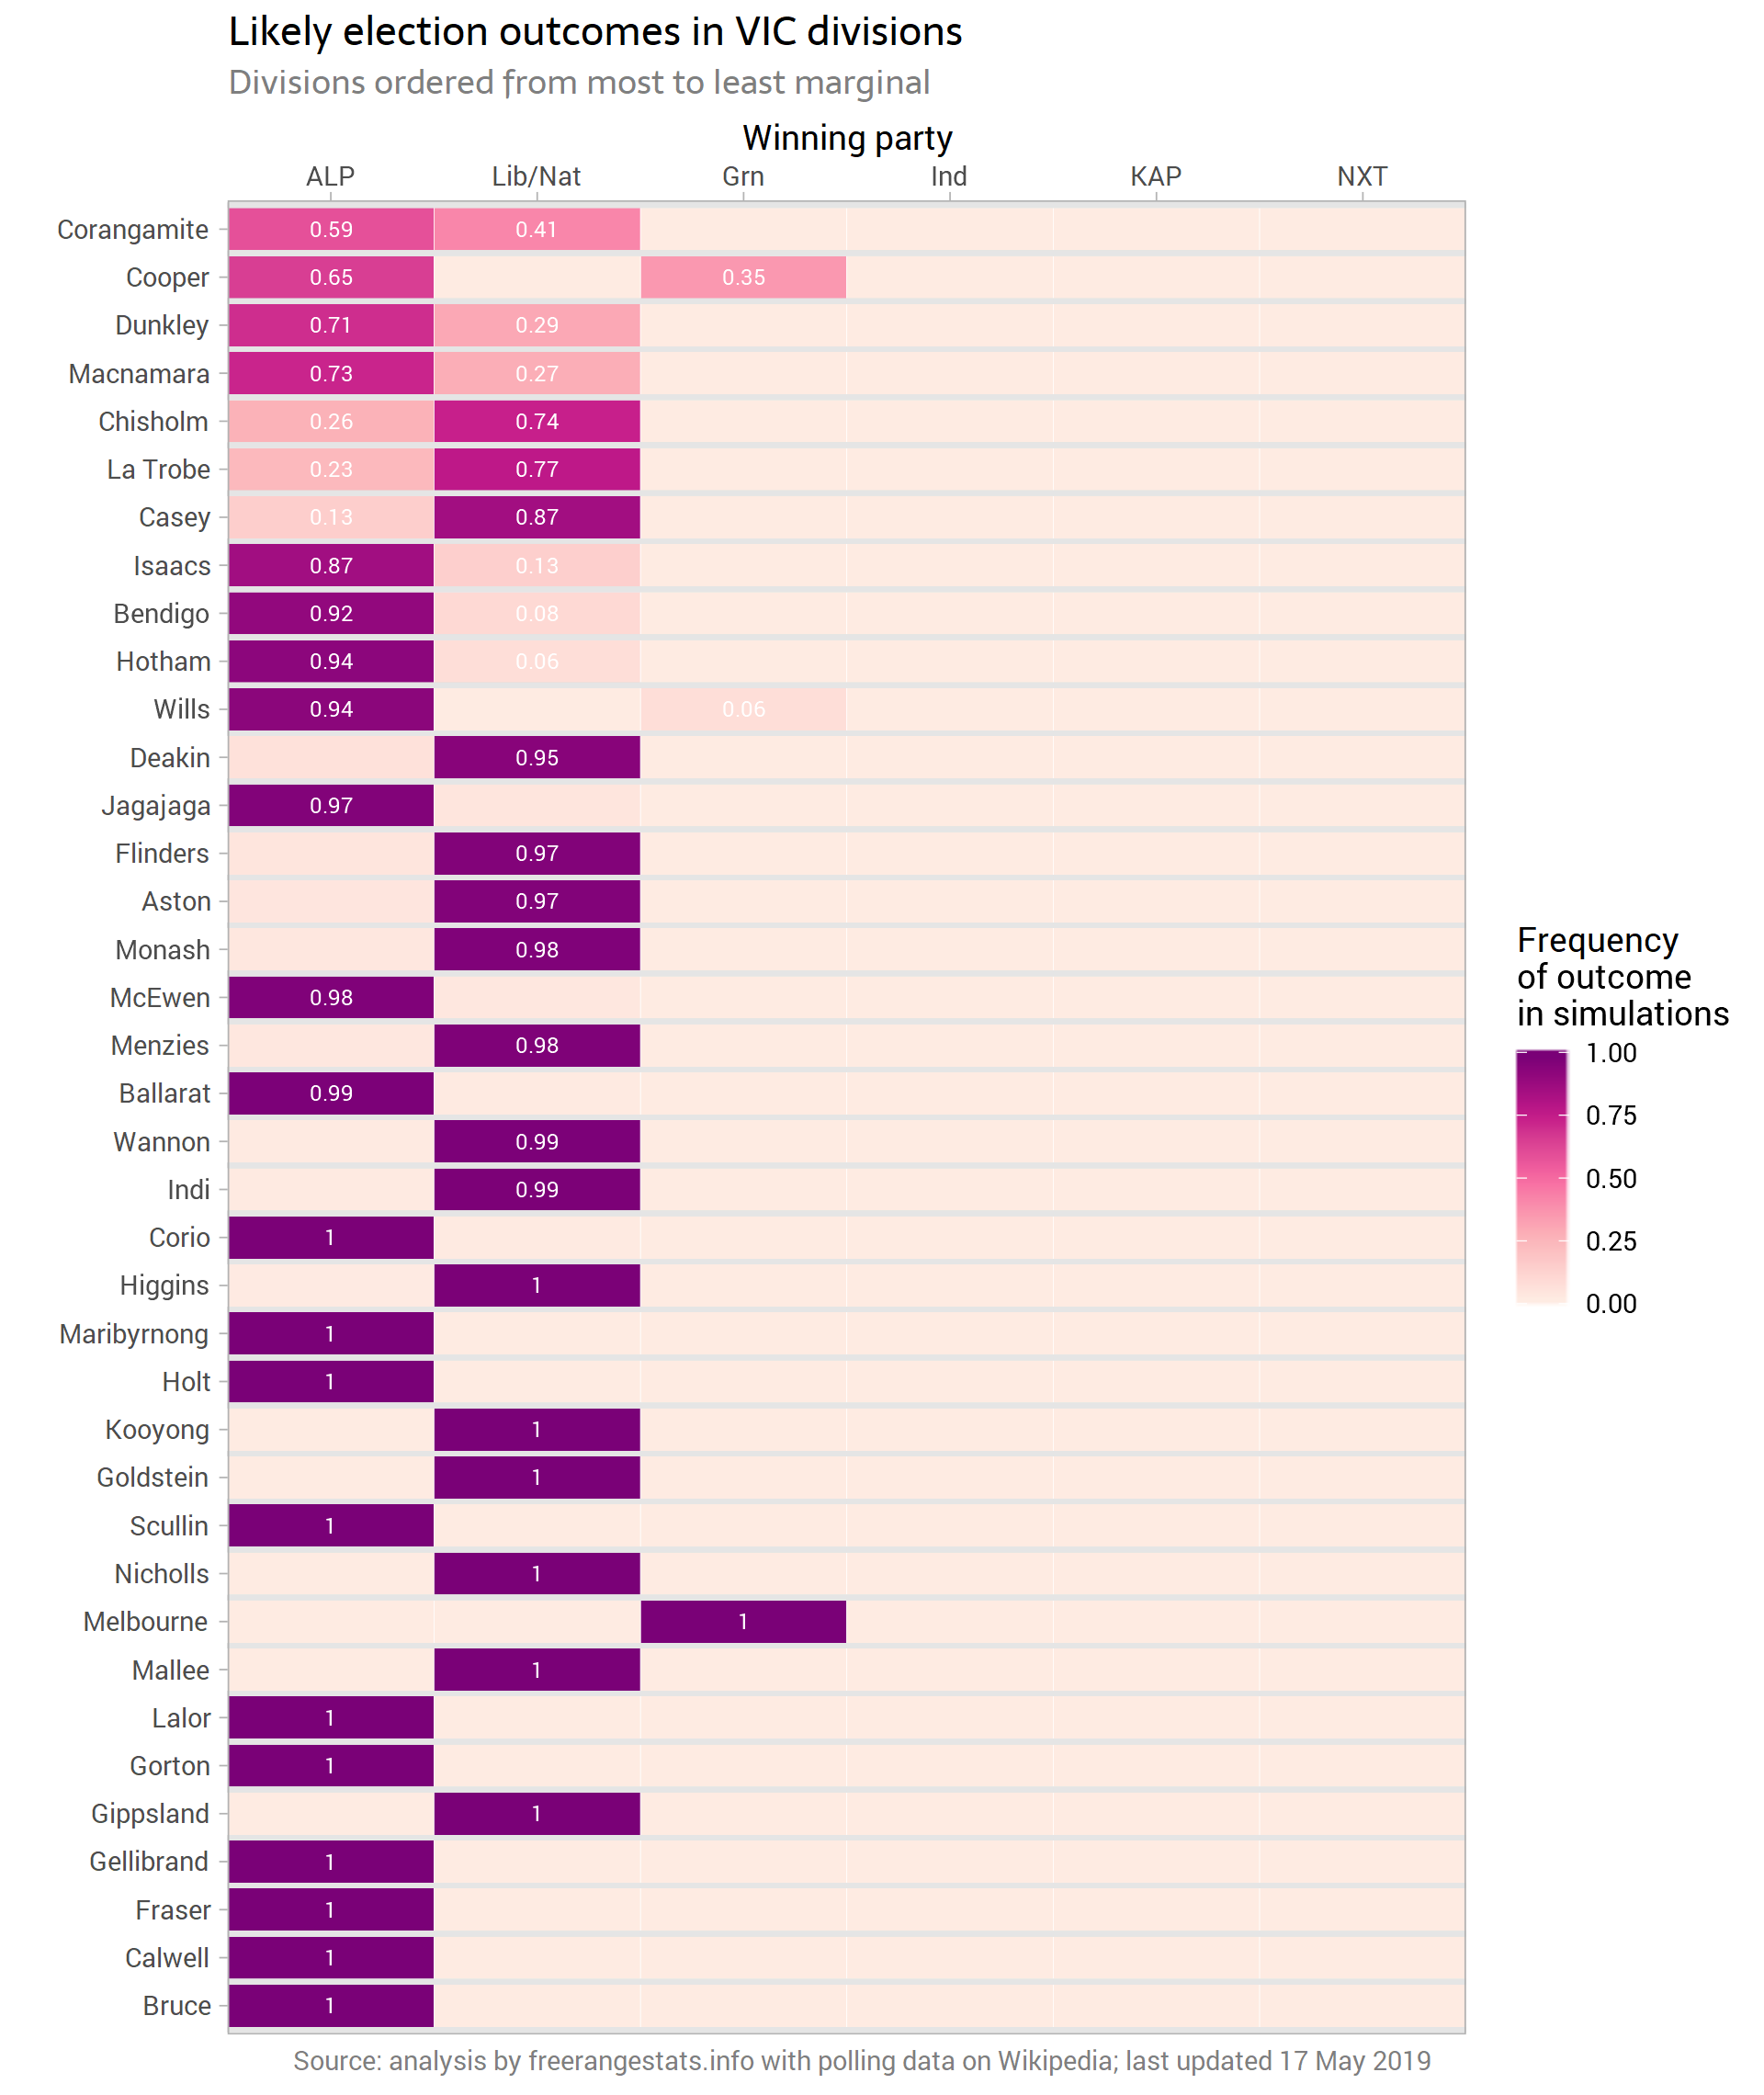 Likely election outcomes in VIC divisions
Divisions ordered from most to least marginal
Winning party
ALP Lib/Nat Grn Ind KAP NXT
Corangamite 0.59 0.41
Cooper 0.65 0.35
Dunkley 0.71 0.29
Macnamara 0.73 0.27
Chisholm 0.26 0.74
La Trobe 0.23 0.77
Casey 0.13 0.87
Isaacs 0.87 0.13
Bendigo 0.92 0.08
Hotham 0.94 0.06
Wills 0.94 0.06
Deakin 0.95
Jagajaga 0.97
Flinders 0.97
Aston 0.97
Monash 0.98
McEwen 0.98
Menzies 0.98
Ballarat 0.99
Wannon 0.99
Indi 0.99
Corio 1
Higgins 1
Maribyrnong 1
Holt 1
Kooyong 1
Goldstein 1
Scullin 1
Nicholls 1
Melbourne 1
Mallee 1
Lalor 1
Gorton 1
Gippsland 1
Gellibrand 1
Fraser 1
Calwell 1
Bruce 1
Frequency
of outcome
in simulations
1.00
0.75
0.50
0.25
0.00
Source: analysis by freerangestats.info with polling data on Wikipedia; last updated 17 May 2019